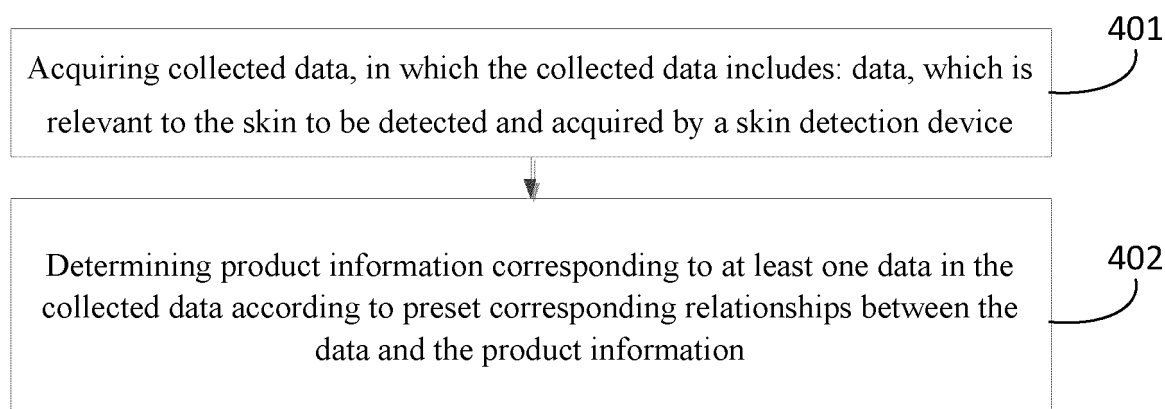 401
Acquiring collected data, in which the collected data includes: data, which is
relevant to the skin to be detected and acquired by a skin detection device
402
Determining product information corresponding to at least one data in the
collected data according to preset corresponding relationships between the
data and the product information